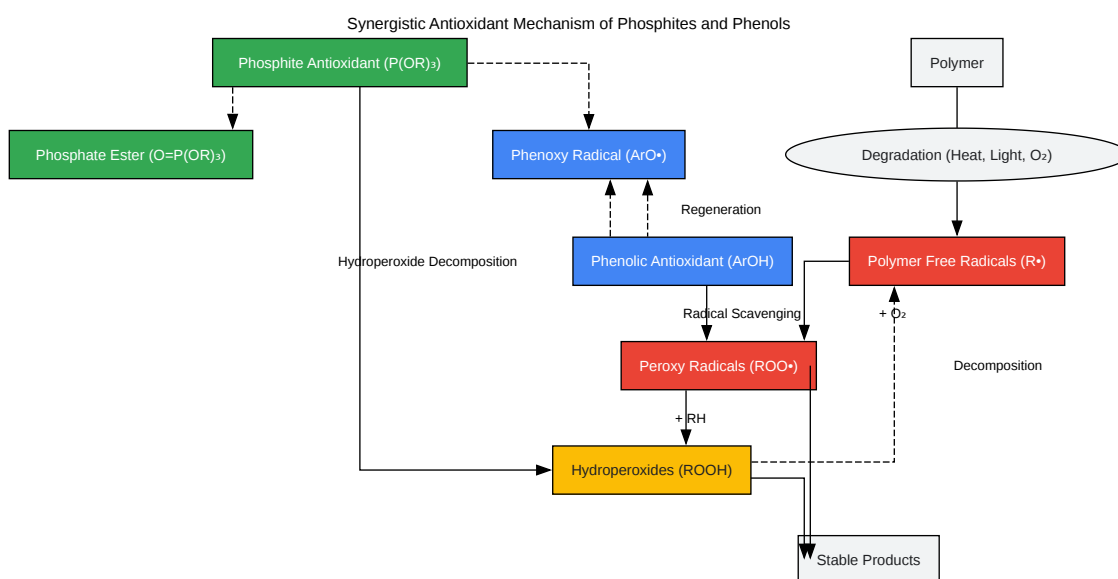 Synergistic Antioxidant Mechanism of Phosphites and Phenols
Phosphite Antioxidant (P(OR)₃)
Polymer
Phosphate Ester (O=P(OR)₃)
Phenoxy Radical (ArO•)
Degradation (Heat, Light, O₂)
Regeneration
Hydroperoxide Decomposition
Phenolic Antioxidant (ArOH)
Polymer Free Radicals (R•)
Radical Scavenging
+ O₂
Peroxy Radicals (ROO•)
Decomposition
+ RH
Hydroperoxides (ROOH)
Stable Products